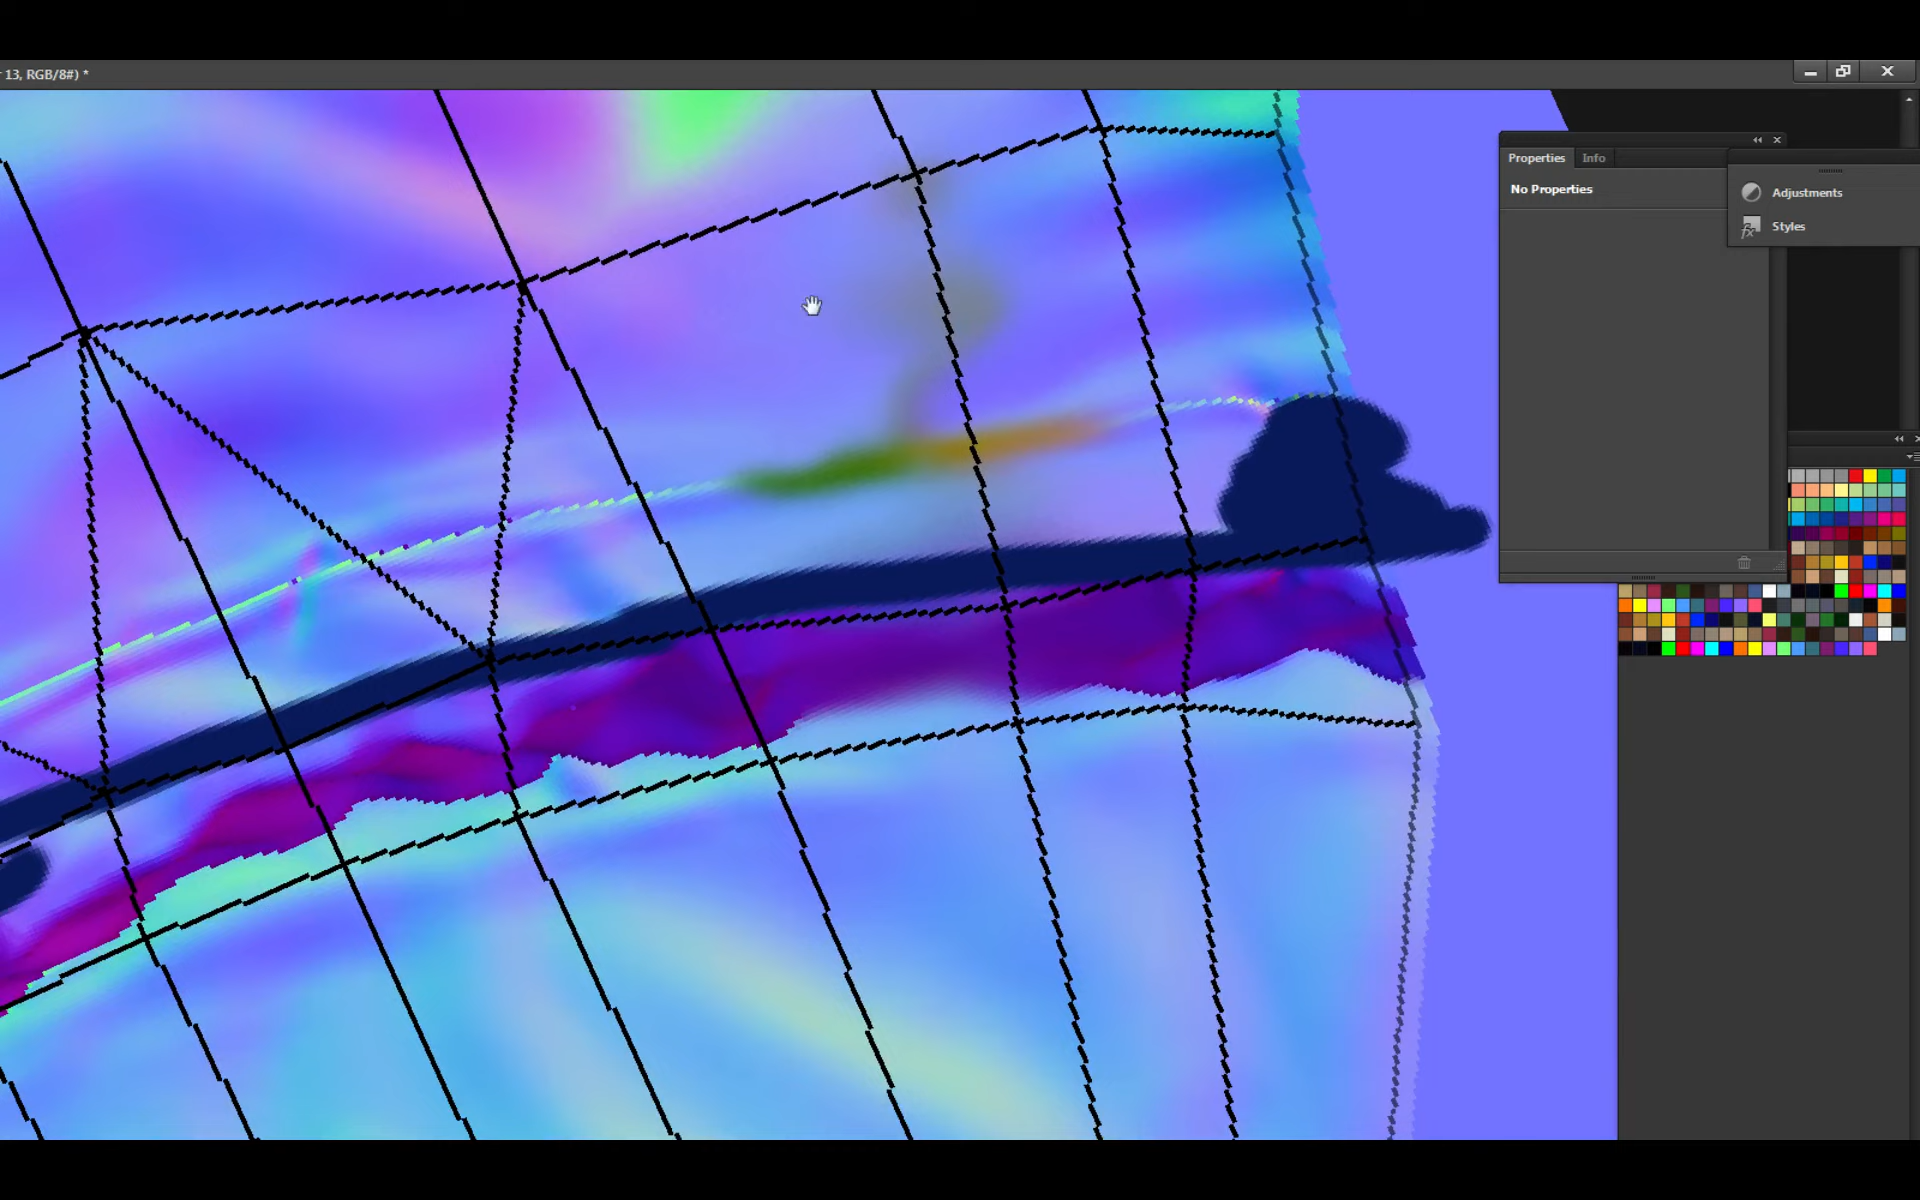 13, RGB/8#) *
Properties Info
No Properties
Adjustments
Styles